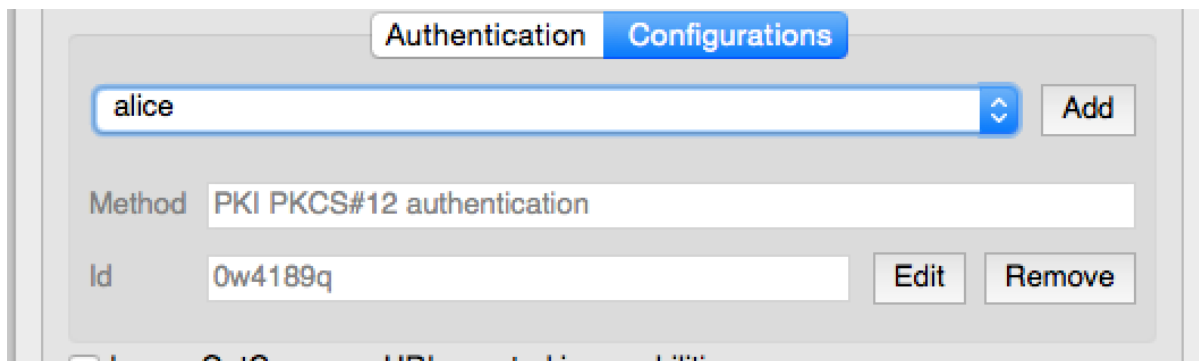 Authentication Configurations
alice Add
Method PKI PKCS#12 authentication
Id 0w4189q Edit Remove